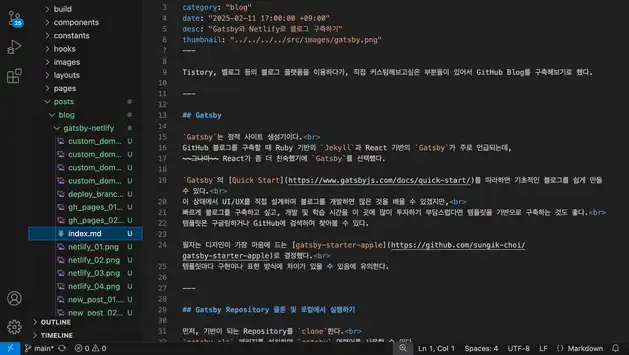 build
components
constants
hooks
images
layouts
pages
posts
blog
gatsby-netlify
custom_dom... U
custom_dom... U
custom_dom... U
custom_dom... U
deploy_branc... U
gh_pages_01.... U
gh_pages_02... U
index.md U
netlify_01.png U
netlify_02.png U
netlify_03.png U
netlify_04.png U
new_post_01.... U
new_post_02.... U
OUTLINE
TIMELINE
25
3 category: "blog"
4 date: "2025-02-11 17:00:00 +09:00"
5 desc: "Gatsby와 Netlify로 블로그 구축하기"
6 thumbnail: "../../../../src/images/gatsby.png"
7 ---
8
9 Tistory, 벨로그 등의 블로그 플랫폼을 이용하다가, 직접 커스텀해보고싶은 부분들이 있어서 GitHub Blog를 구축해보기로 했다.
10
11 ---
12
13 ## Gatsby
14
15 `Gatsby`는 정적 사이트 생성기이다.<br>
16 GitHub 블로그를 구축할 때 Ruby 기반의 `Jekyll`과 React 기반의 `Gatsby`가 주로 언급되는데,
17 ~~그나마~~ React가 좀 더 친숙했기에 `Gatsby`를 선택했다.
18
19 `Gatsby`의 [Quick Start](https://www.gatsbyjs.com/docs/quick-start/)를 따라하면 기초적인 블로그를 쉽게 만들
수 있다.<br>
20 이 상태에서 UI/UX를 직접 설계하며 블로그를 개발하면 많은 것을 배울 수 있겠지만,<br>
21 빠르게 블로그를 구축하고 싶고, 개발 및 학습 시간을 이 곳에 많이 투자하기 부담스럽다면 템플릿을 기반으로 구축하는 것도 좋다.<br>
22 템플릿은 구글링하거나 GitHub에 검색하여 찾아볼 수 있다.
23
24 필자는 디자인이 가장 마음에 드는 [gatsby-starter-apple](https://github.com/sungik-choi/
gatsby-starter-apple)로 결정했다.<br>
25 템플릿마다 구현이나 표현 방식에 차이가 있을 수 있음에 유의한다.
26
27 ---
28
29 ## Gatsby Repository 클론 및 로컬에서 실행하기
30
31 먼저, 기반이 되는 Repository를 `clone`한다.<br>
main* 0 0 Ln 1, Col 1 Spaces: 4 UTF-8 LF {} Markdown